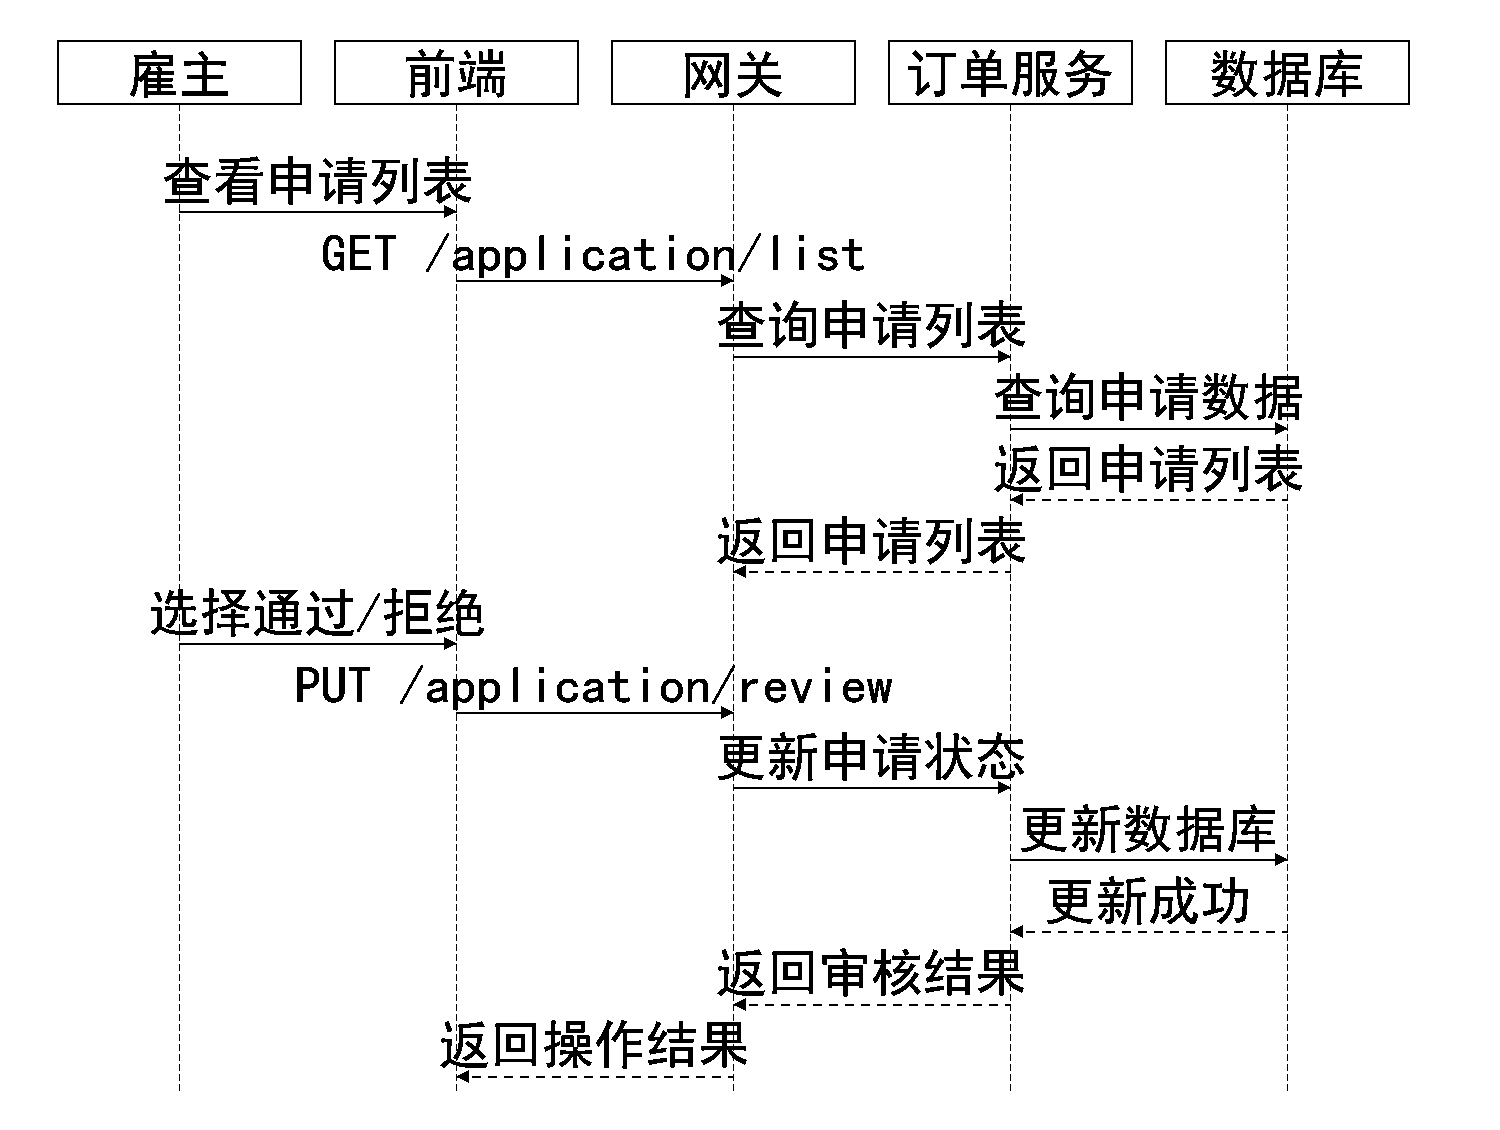 雇主
前端
网关
订单服务
数据库
查看申请列表
GET /application/list
查询申请列表
查询申请数据
返回申请列表
返回申请列表
选择通过/拒绝
PUT /application/review
更新申请状态
更新数据库
更新成功
返回审核结果
返回操作结果